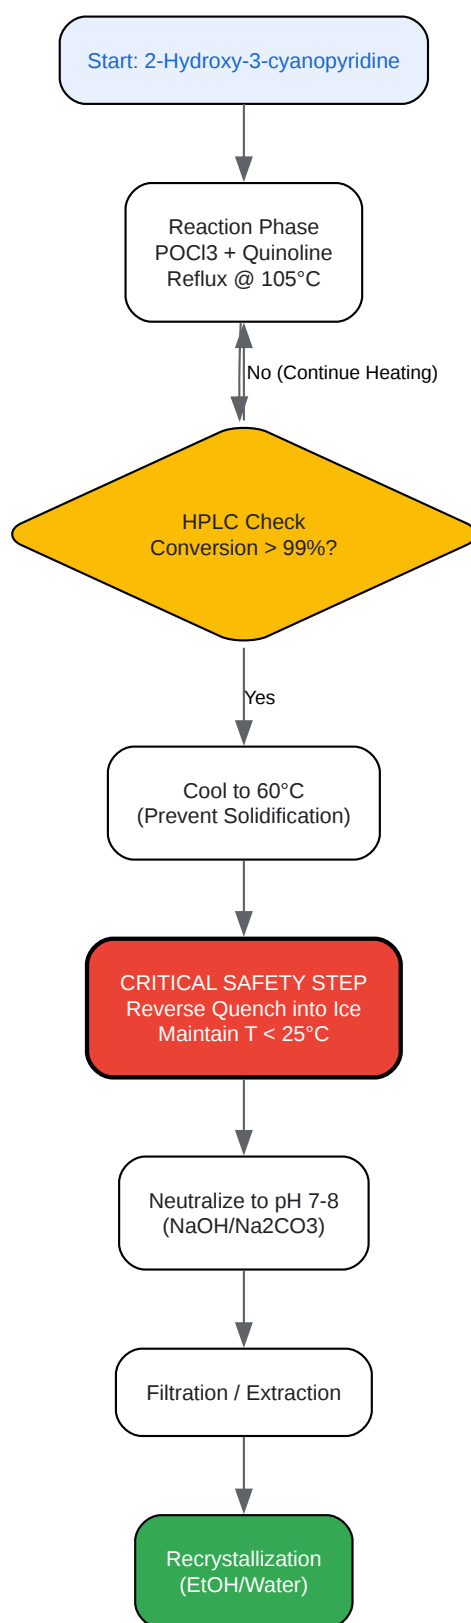 Start: 2-Hydroxy-3-cyanopyridine
Reaction Phase
POCl3 + Quinoline
Reflux @ 105°C
No (Continue Heating)
HPLC Check
Conversion > 99%?
Yes
Cool to 60°C
(Prevent Solidification)
CRITICAL SAFETY STEP
Reverse Quench into Ice
Maintain T < 25°C
Neutralize to pH 7-8
(NaOH/Na2CO3)
Filtration / Extraction
Recrystallization
(EtOH/Water)